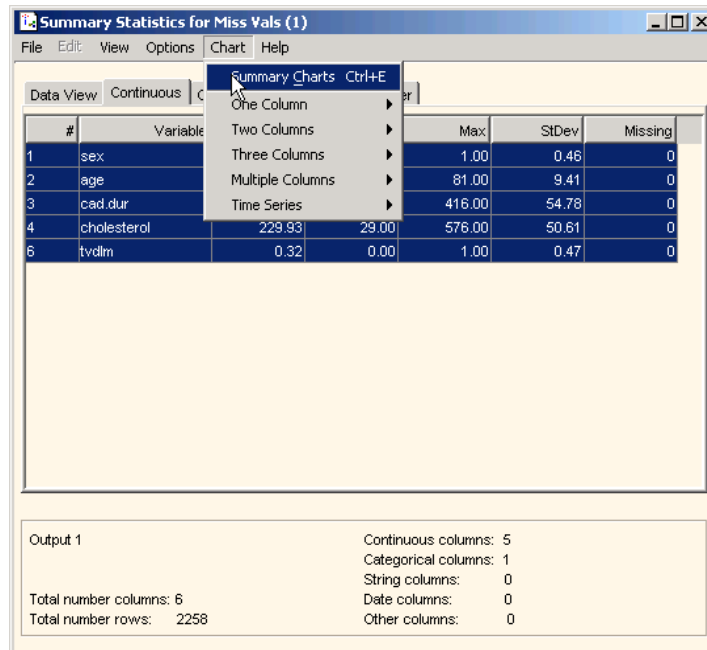 Summary Statistics for Miss Vals (1)
File Edit View Options Chart Help
Summary Charts Ctrl+E
One Column
Two Columns
Three Columns
Multiple Columns
Time Series
Data View Continuous
# Variable Max StDev Missing
1 sex 1.00 0.46 0
2 age 81.00 9.41 0
3 cad.dur 416.00 54.78 0
4 cholesterol 229.93 29.00 576.00 50.61 0
6 tvdlm 0.32 0.00 1.00 0.47 0
Output 1
Total number columns: 6
Total number rows: 2258
Continuous columns: 5
Categorical columns: 1
String columns: 0
Date columns: 0
Other columns: 0